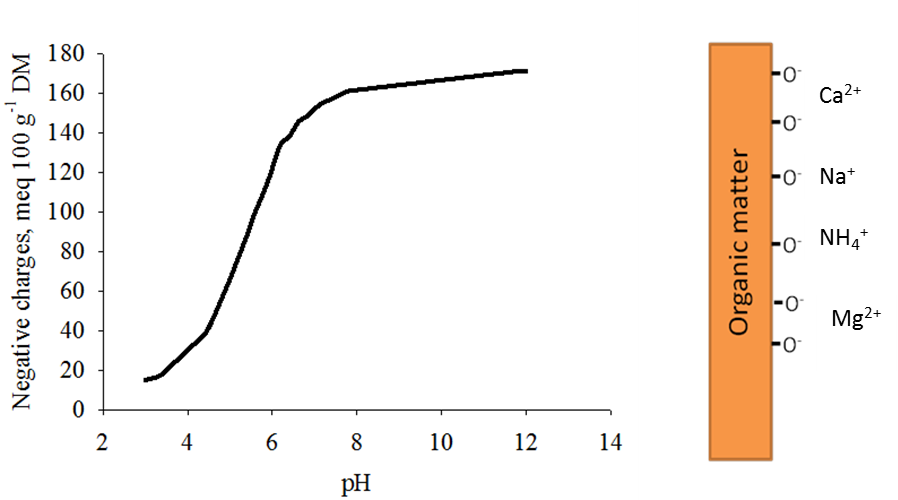 Negative charges, meq 100 g⁻¹ DM
180
160
140
120
100
80
60
40
20
0
2 4 6 8 10 12 14
pH
Organic matter
O⁻
O⁻
O⁻
O⁻
O⁻
O⁻
Ca²⁺
Na⁺
NH₄⁺
Mg²⁺